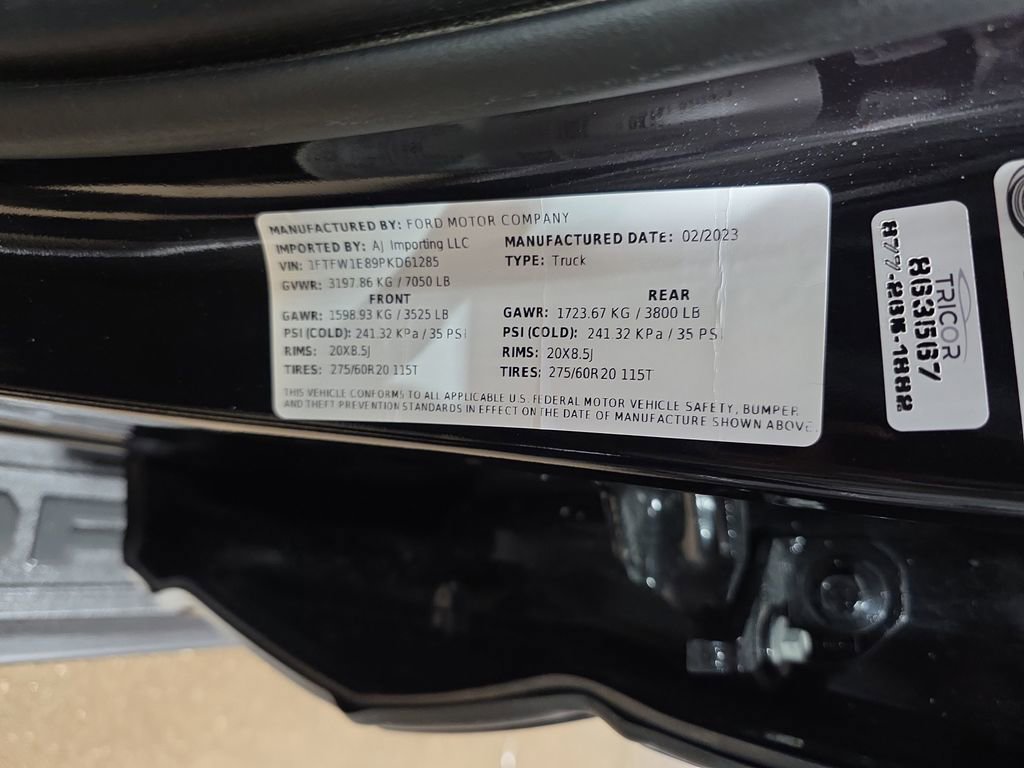 MANUFACTURED BY: FORD MOTOR COMPANY
IMPORTED BY: AJ Importing LLC MANUFACTURED DATE: 02/2023
VIN: 1FTFW1E89PKD61285 TYPE: Truck
GVWR: 3197.86 KG / 7050 LB
FRONT REAR
GAWR: 1598.93 KG / 3525 LB GAWR: 1723.67 KG / 3800 LB
PSI (COLD): 241.32 KPa / 35 PSI PSI (COLD): 241.32 KPa / 35 PSI
RIMS: 20X8.5J RIMS: 20X8.5J
TIRES: 275/60R20 115T TIRES: 275/60R20 115T
THIS VEHICLE CONFORMS TO ALL APPLICABLE U.S. FEDERAL MOTOR VEHICLE SAFETY, BUMPER,
AND THEFT PREVENTION STANDARDS IN EFFECT ON THE DATE OF MANUFACTURE SHOWN ABOVE.
TRICOR
863567